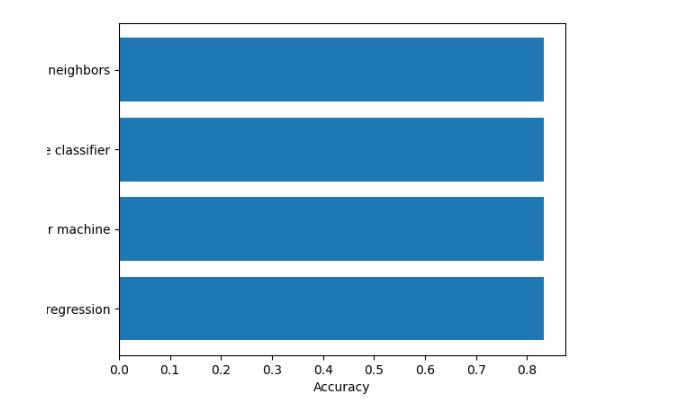 neighbors
e classifier
r machine
regression
0.0 0.1 0.2 0.3 0.4 0.5 0.6 0.7 0.8
Accuracy